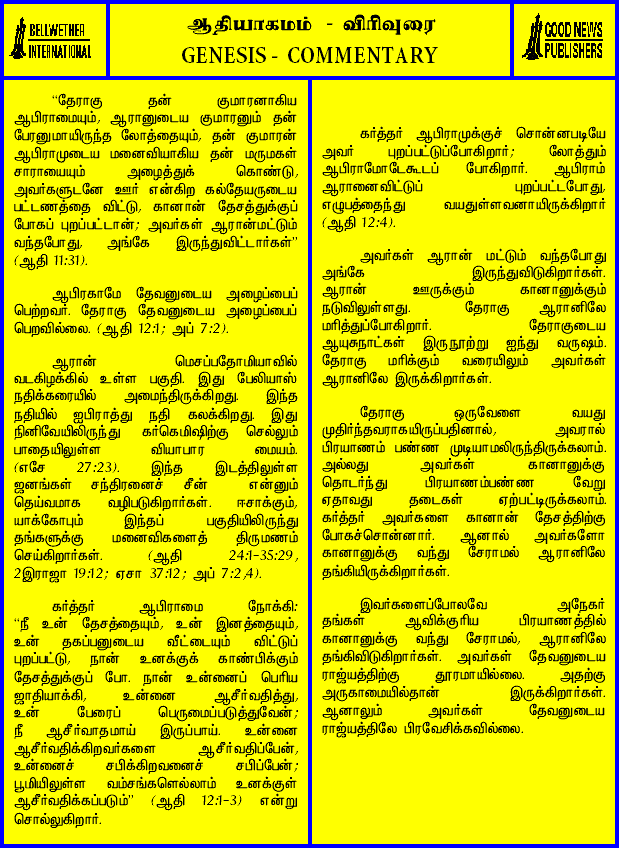 BELLWETHER
INTERNATIONAL
ஆதியாகமம் - விரிவுரை
GENESIS - COMMENTARY
GOOD NEWS
PUBLISHERS
“தேராகு தன் குமாரனாகிய
ஆபிராமையும், ஆரானுடைய குமாரனும் தன்
பேரனுமாயிருந்த லோத்தையும், தன் குமாரன்
ஆபிராமுடைய மனைவியாகிய தன் மருமகள்
சாராயையும் அழைத்துக் கொண்டு,
அவர்களுடனே ஊர் என்கிற கல்தேயருடைய
பட்டணத்தை விட்டு, கானான் தேசத்துக்குப்
போகப் புறப்பட்டான்; அவர்கள் ஆரான்மட்டும்
வந்தபோது, அங்கே இருந்துவிட்டார்கள்”
(ஆதி 11:31).
ஆபிரகாமே தேவனுடைய அழைப்பைப்
பெற்றவர். தேராகு தேவனுடைய அழைப்பைப்
பெறவில்லை. (ஆதி 12:1; அப் 7:2).
ஆரான் மெசப்பதோமியாவில்
வடகிழக்கில் உள்ள பகுதி. இது பேலியாஸ்
நதிக்கரையில் அமைந்திருக்கிறது. இந்த
நதியில் ஐபிராத்து நதி கலக்கிறது. இது
நினிவேயிலிருந்து கர்கெமிஷிற்கு செல்லும்
பாதையிலுள்ள வியாபார மையம்.
(எசே 27:23). இந்த இடத்திலுள்ள
ஜனங்கள் சந்திரனைச் சீன் என்னும்
தெய்வமாக வழிபடுகிறார்கள். ஈசாக்கும்,
யாக்கோபும் இந்தப் பகுதியிலிருந்து
தங்களுக்கு மனைவிகளைத் திருமணம்
செய்கிறார்கள். (ஆதி 24:1-35:29,
2இராஜா 19:12; ஏசா 37:12; அப் 7:2,4).
கர்த்தர் ஆபிராமை நோக்கி:
“நீ உன் தேசத்தையும், உன் இனத்தையும்,
உன் தகப்பனுடைய வீட்டையும் விட்டுப்
புறப்பட்டு, நான் உனக்குக் காண்பிக்கும்
தேசத்துக்குப் போ. நான் உன்னைப் பெரிய
ஜாதியாக்கி, உன்னை ஆசீர்வதித்து,
உன் பேரைப் பெருமைப்படுத்துவேன்;
நீ ஆசீர்வாதமாய் இருப்பாய். உன்னை
ஆசீர்வதிக்கிறவர்களை ஆசீர்வதிப்பேன்,
உன்னைச் சபிக்கிறவனைச் சபிப்பேன்;
பூமியிலுள்ள வம்சங்களெல்லாம் உனக்குள்
ஆசீர்வதிக்கப்படும்” (ஆதி 12:1-3) என்று
சொல்லுகிறார்.
கர்த்தர் ஆபிராமுக்குச் சொன்னபடியே
அவர் புறப்பட்டுப்போகிறார்; லோத்தும்
ஆபிராமோடேகூடப் போகிறார். ஆபிராம்
ஆரானைவிட்டுப் புறப்பட்டபோது,
எழுபத்தைந்து வயதுள்ளவனாயிருக்கிறார்
(ஆதி 12:4).
அவர்கள் ஆரான் மட்டும் வந்தபோது
அங்கே இருந்துவிடுகிறார்கள்.
ஆரான் ஊருக்கும் கானானுக்கும்
நடுவிலுள்ளது. தேராகு ஆரானிலே
மரித்துப்போகிறார். தேராகுடைய
ஆயுசுநாட்கள் இருநூற்று ஐந்து வருஷம்.
தேராகு மரிக்கும் வரையிலும் அவர்கள்
ஆரானிலே இருக்கிறார்கள்.
தேராகு ஒருவேளை வயது
முதிர்ந்தவராகயிருப்பதினால், அவரால்
பிரயாணம் பண்ண முடியாமலிருந்திருக்கலாம்.
அல்லது அவர்கள் கானானுக்கு
தொடர்ந்து பிரயாணம்பண்ண வேறு
ஏதாவது தடைகள் ஏற்பட்டிருக்கலாம்.
கர்த்தர் அவர்களை கானான் தேசத்திற்கு
போகச்சொன்னார். ஆனால் அவர்களோ
கானானுக்கு வந்து சேராமல் ஆரானிலே
தங்கியிருக்கிறார்கள்.
இவர்களைப்போலவே அநேகர்
தங்கள் ஆவிக்குரிய பிரயாணத்தில்
கானானுக்கு வந்து சேராமல், ஆரானிலே
தங்கிவிடுகிறார்கள். அவர்கள் தேவனுடைய
ராஜ்யத்திற்கு தூரமாயில்லை. அதற்கு
அருகாமையில்தான் இருக்கிறார்கள்.
ஆனாலும் அவர்கள் தேவனுடைய
ராஜ்யத்திலே பிரவேசிக்கவில்லை.